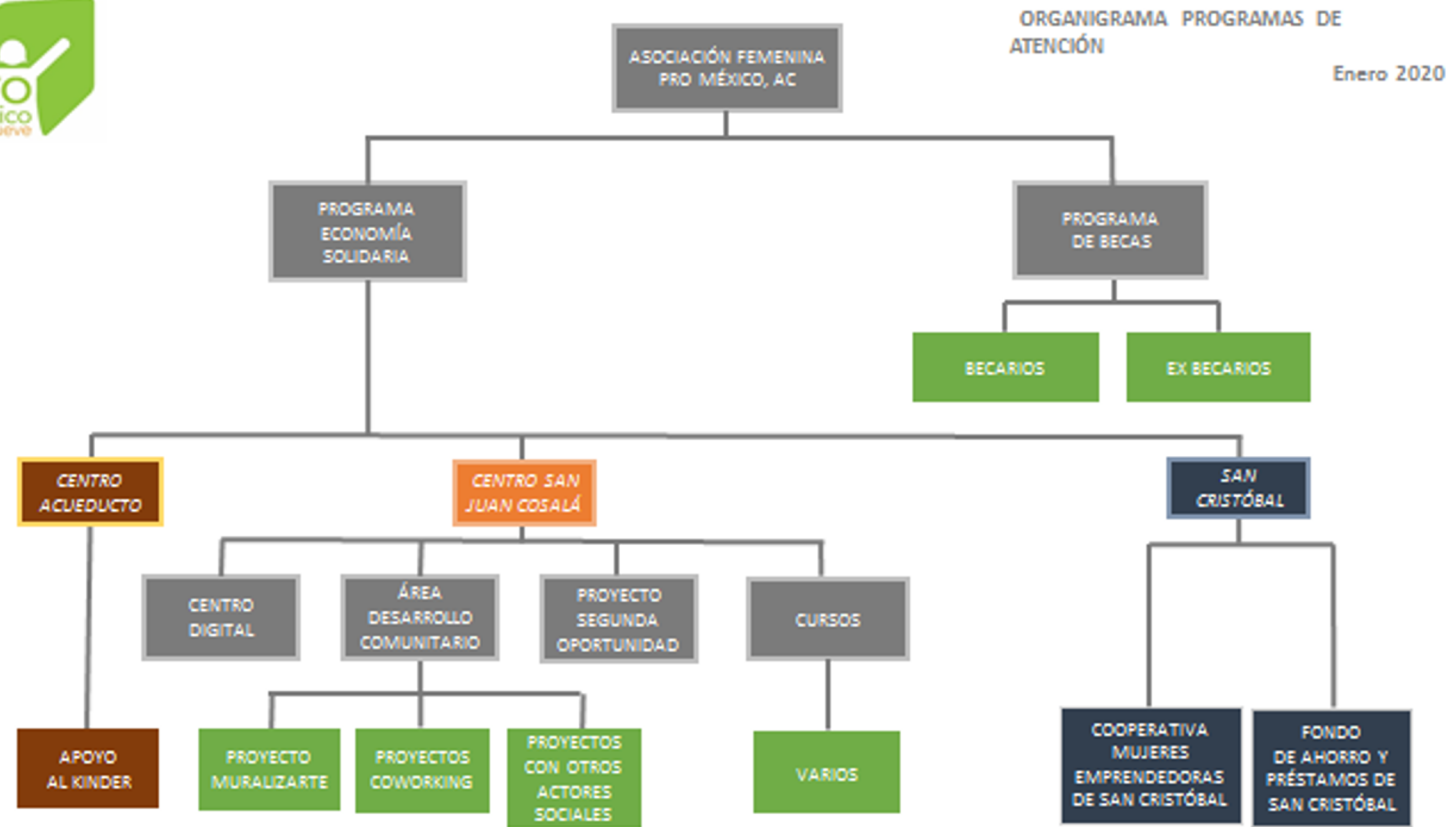 ORGANIGRAMA PROGRAMAS DE
ATENCIÓN
Enero 2020
ico
ASOCIACIÓN FEMENINA
PRO MÉXICO, AC
PROGRAMA
ECONOMÍA
SOLIDARIA
PROGRAMA
DE BECAS
BECARIOS
EX BECARIOS
CENTRO
ACUEDUCTO
CENTRO SAN
JUAN COSALÁ
SAN
CRISTÓBAL
CENTRO
DIGITAL
ÁREA
DESARROLLO
COMUNITARIO
PROYECTO
SEGUNDA
OPORTUNIDAD
CURSOS
APOYO
AL KINDER
PROYECTO
MURALIZARTE
PROYECTOS
COWORKING
PROYECTOS
CON OTROS
ACTORES
SOCIALES
VARIOS
COOPERATIVA
MUJERES
EMPRENDEDORAS
DE SAN CRISTÓBAL
FONDO
DE AHORRO Y
PRÉSTAMOS DE
SAN CRISTÓBAL